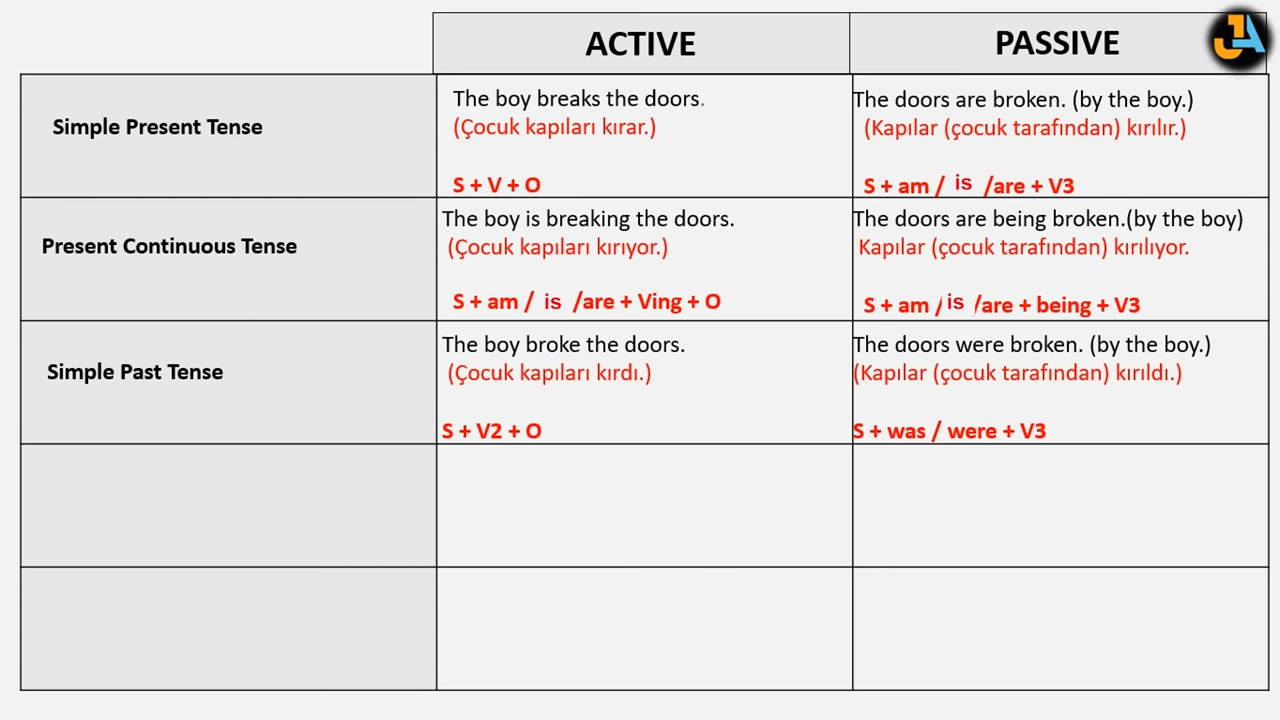 ACTIVE
PASSIVE
JA
Simple Present Tense
The boy breaks the doors.
(Çocuk kapıları kırar.)
S + V + O
The doors are broken. (by the boy.)
(Kapılar (çocuk tarafından) kırılır.)
S + am / is /are + V3
Present Continuous Tense
The boy is breaking the doors.
(Çocuk kapıları kırıyor.)
S + am / is /are + Ving + O
The doors are being broken.(by the boy)
Kapılar (çocuk tarafından) kırılıyor.
S + am / is /are + being + V3
Simple Past Tense
The boy broke the doors.
(Çocuk kapıları kırdı.)
S + V2 + O
The doors were broken. (by the boy.)
(Kapılar (çocuk tarafından) kırıldı.)
S + was / were + V3